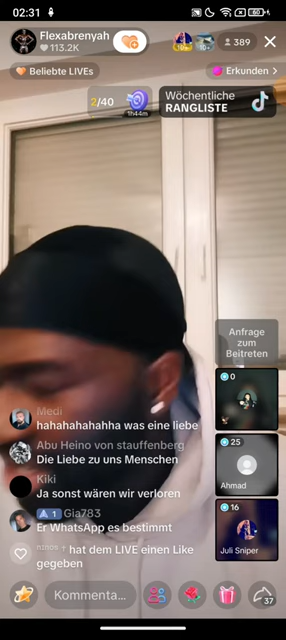 02:31
60
Flexabrenyah
113.2K
389
Beliebte LIVEs
Erkunden >
2/40
1h44m
Wöchentliche
RANGLISTE
Anfrage
zum
Beitreten
0
25
Ahmad
16
Juli Sniper
Medi
hahahahahahha was eine liebe
Abu Heino von stauffenberg
Die Liebe zu uns Menschen
Kiki
Ja sonst wären wir verloren
1 Gia783
Er WhatsApp es bestimmt
hat dem LIVE einen Like
gegeben
Kommenta...
37